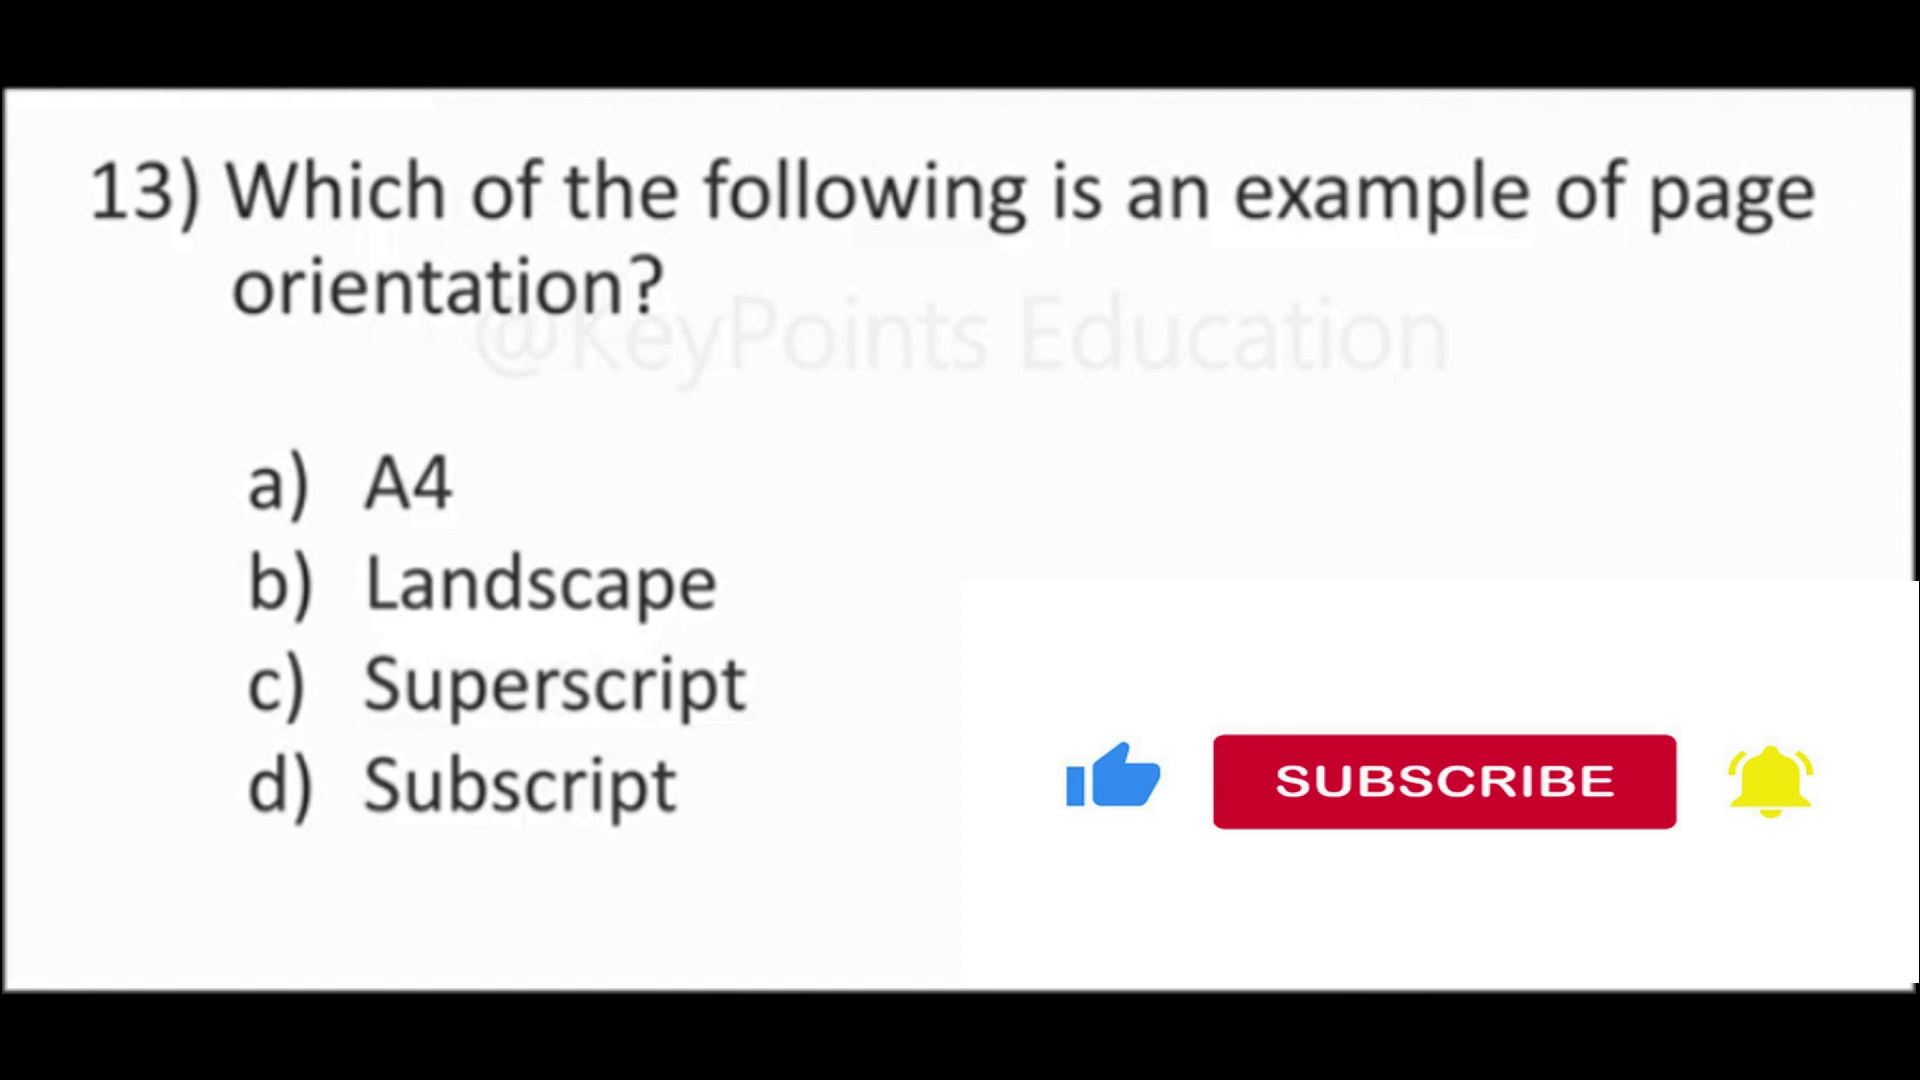 13) Which of the following is an example of page
orientation?
@KeyPoints Education
a) A4
b) Landscape
c) Superscript
d) Subscript
SUBSCRIBE